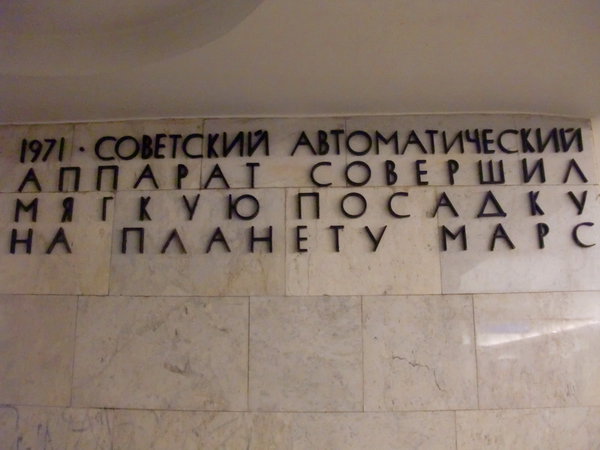 1971 · СОВЕТСКИЙ АВТОМАТИЧЕСКИЙ
АППАРАТ СОВЕРШИЛ
МЯГКУЮ ПОСАДКУ
НА ПЛАНЕТУ МАРС